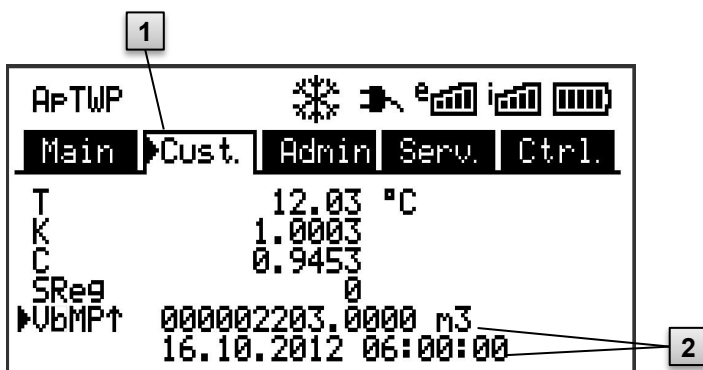 1
ApTWP e i
Main Cust. Admin Serv. Ctrl.
T 12.03 °C
K 1.0003
C 0.9453
SReg 0
VbMP↑ 000002203.0000 m3
16.10.2012 06:00:00
2